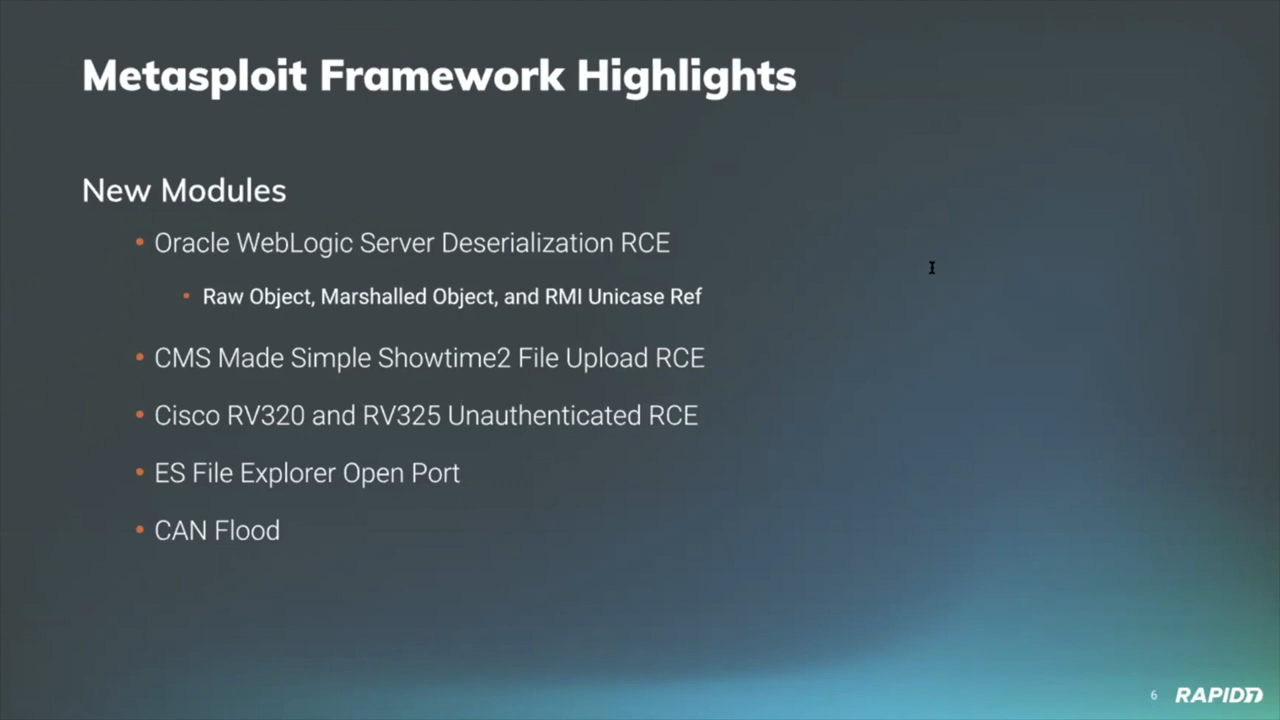 Metasploit Framework Highlights
New Modules
• Oracle WebLogic Server Deserialization RCE
• Raw Object, Marshalled Object, and RMI Unicase Ref
• CMS Made Simple Showtime2 File Upload RCE
• Cisco RV320 and RV325 Unauthenticated RCE
• ES File Explorer Open Port
• CAN Flood
6 RAPID7